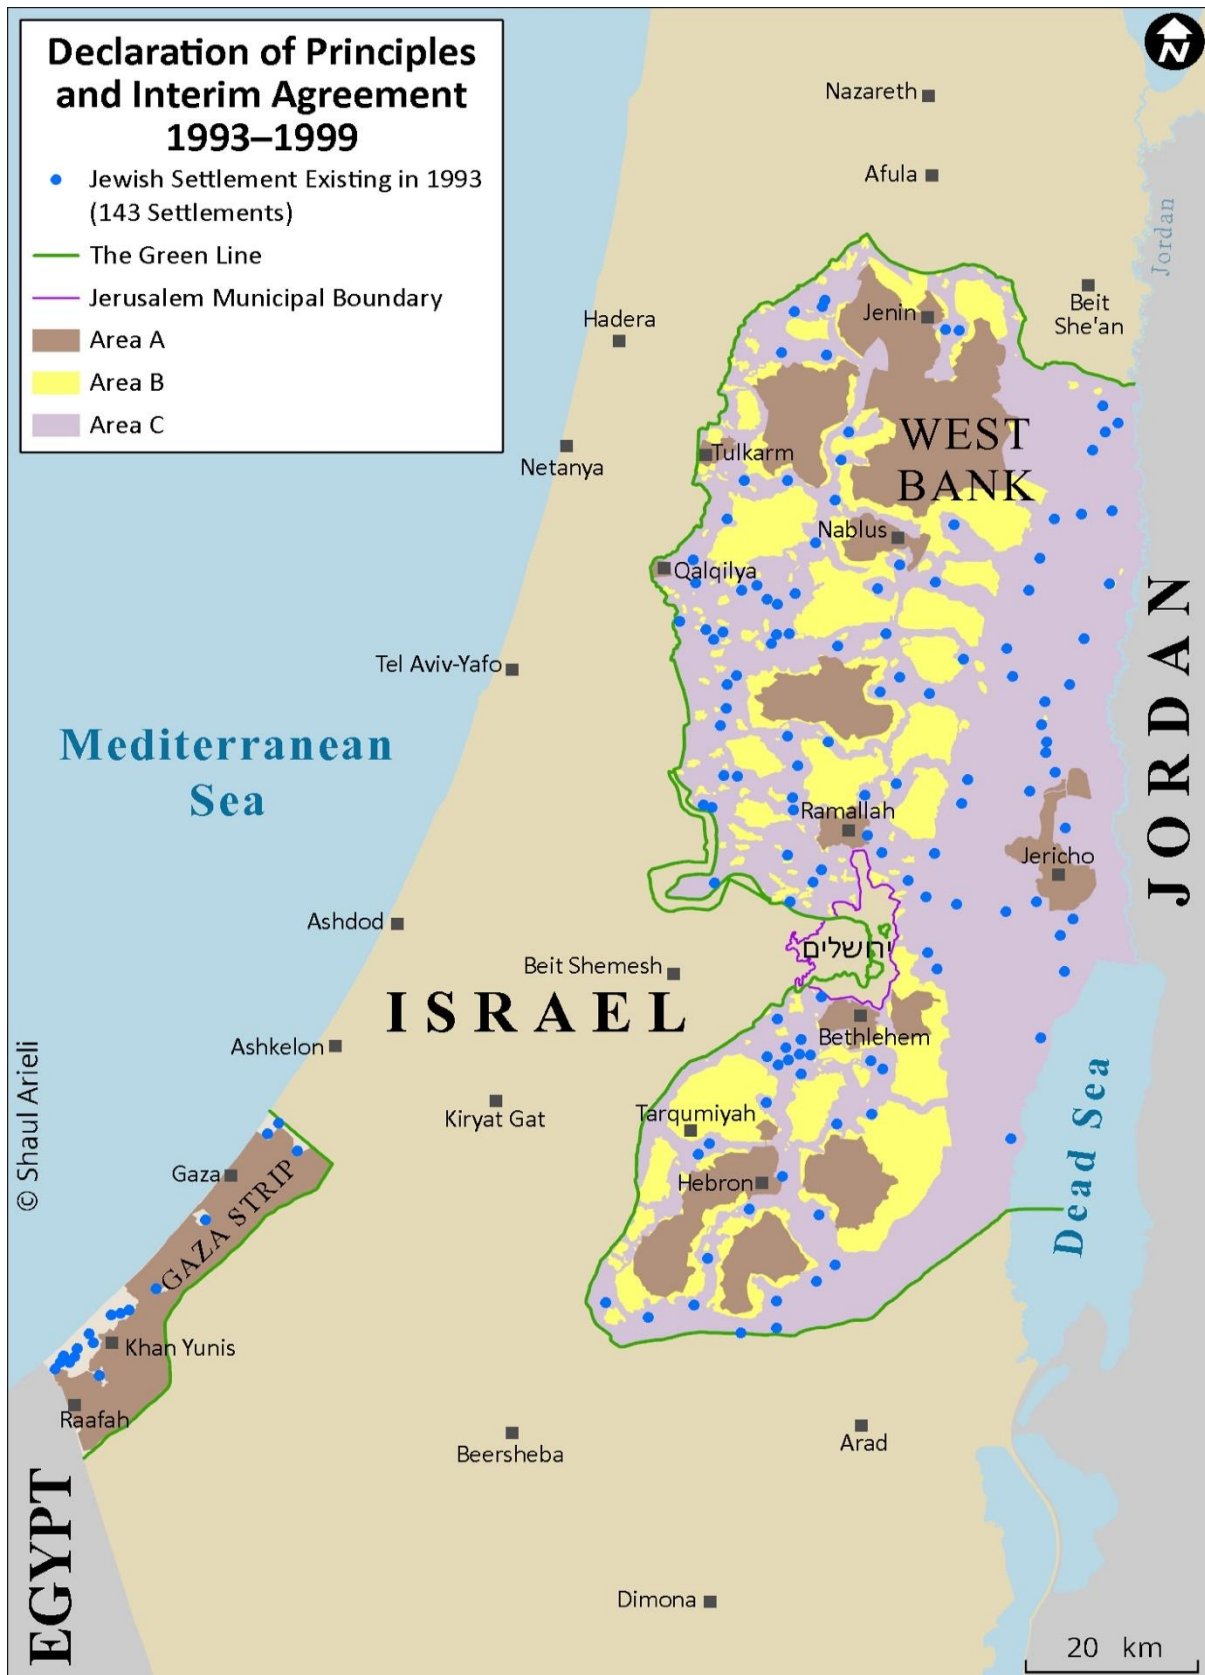 Declaration of Principles
and Interim Agreement
1993–1999
Jewish Settlement Existing in 1993
(143 Settlements)
The Green Line
Jerusalem Municipal Boundary
Area A
Area B
Area C
N
Nazareth
Afula
Jordan
Beit
She'an
Hadera
Jenin
WEST
BANK
Netanya
Tulkarm
Nablus
Qalqilya
Tel Aviv-Yafo
JORDAN
Mediterranean
Sea
Ramallah
Jericho
Ashdod
ירושלים
Beit Shemesh
ISRAEL
Bethlehem
Ashkelon
© Shaul Arieli
Kiryat Gat
Tarqumiyah
Dead Sea
Gaza
GAZA STRIP
Hebron
Khan Yunis
Raafah
Beersheba
Arad
EGYPT
Dimona
20 km